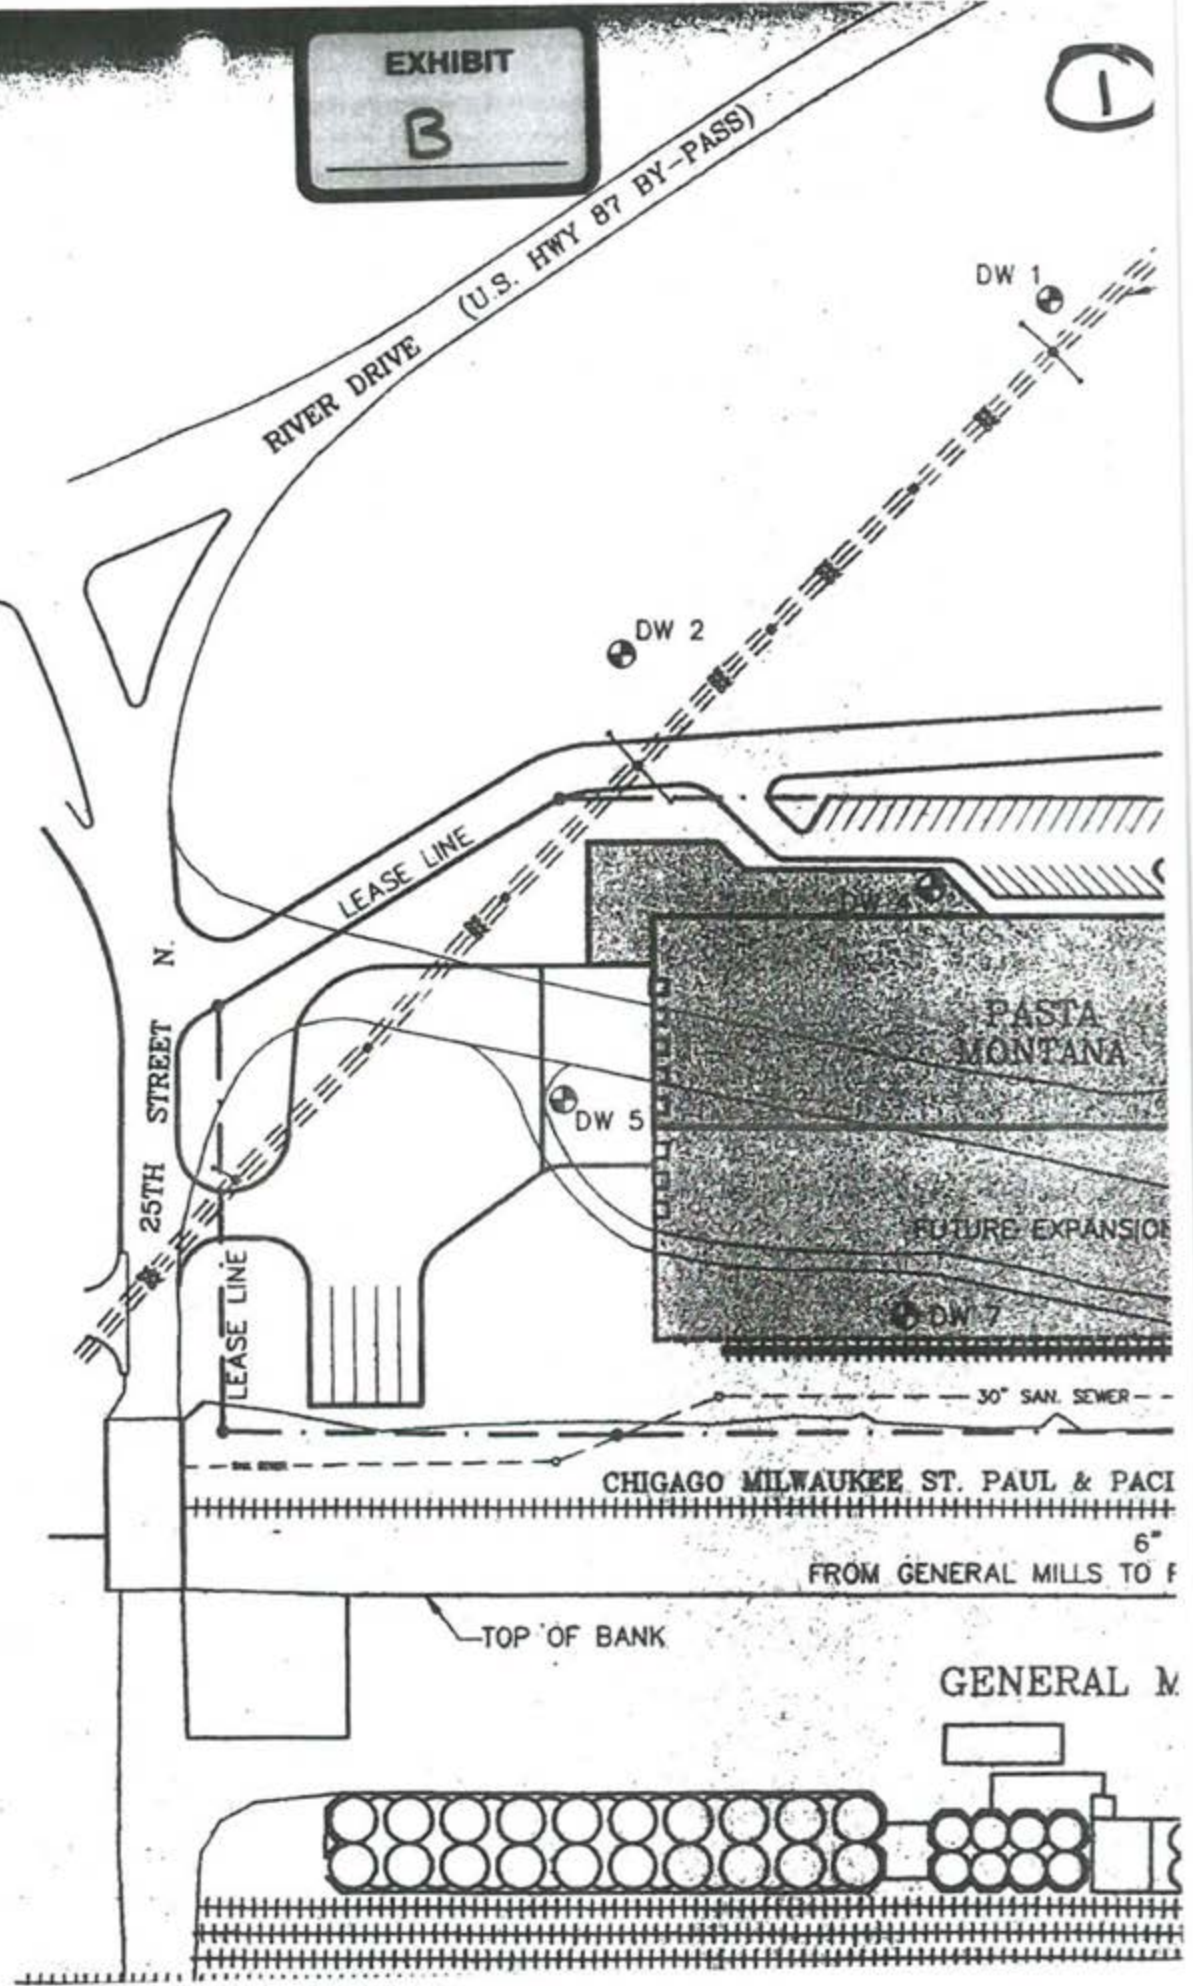 EXHIBIT
B
1
RIVER DRIVE (U.S. HWY 87 BY-PASS)
DW 1
DW 2
LEASE LINE
DW 4
25TH STREET N.
PASTA
MONTANA
DW 5
FUTURE EXPANSION
LEASE LINE
DW 7
30" SAN. SEWER
CHIGAGO MILWAUKEE ST. PAUL & PACI
6"
FROM GENERAL MILLS TO
TOP OF BANK
GENERAL M